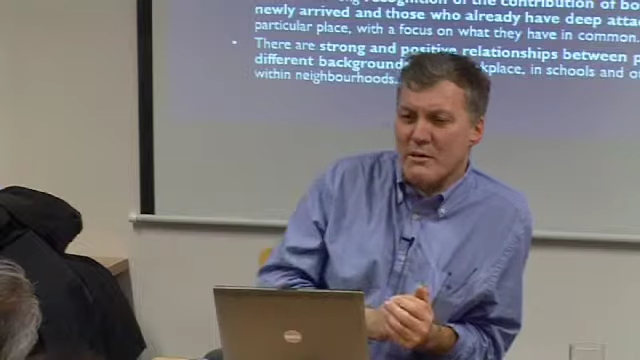 recognition of the contribution of bo
newly arrived and those who already have deep atta
particular place, with a focus on what they have in common.
There are strong and positive relationships between p
different background kplace, in schools and o
within neighbourhoods.
DELL